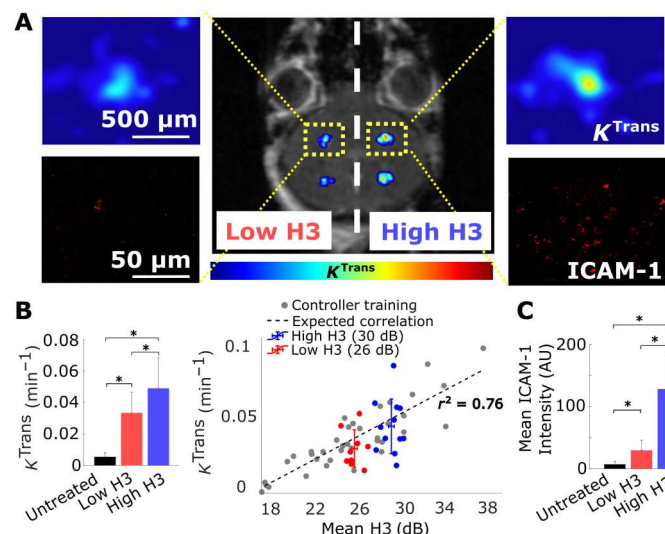 A
500 µm
K^Trans
Low H3
High H3
50 µm
K^Trans
ICAM-1
B
0.08
0.06
0.04
0.02
0
K^Trans (min⁻¹)
*
*
*
Untreated
Low H3
High H3
Controller training
Expected correlation
High H3 (30 dB)
Low H3 (26 dB)
0.1
0.05
0
K^Trans (min⁻¹)
r² = 0.76
18 22 26 30 34 38
Mean H3 (dB)
C
200
100
0
Mean ICAM-1
Intensity (AU)
*
*
*
Untreated
Low H3